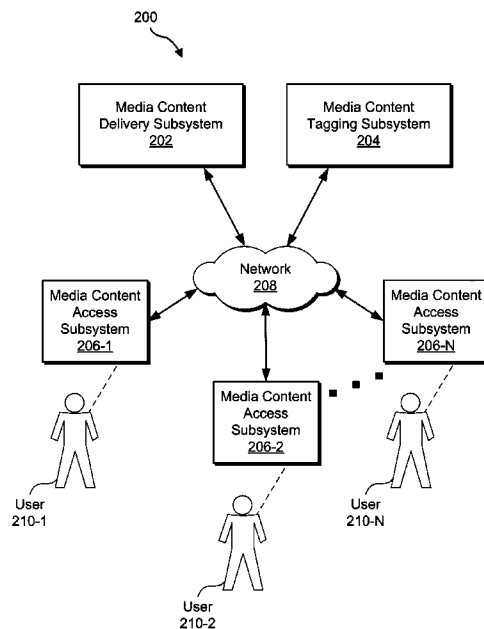 200
Media Content
Delivery Subsystem
202
Media Content
Tagging Subsystem
204
Network
208
Media Content
Access
Subsystem
206-1
Media Content
Access
Subsystem
206-2
Media Content
Access
Subsystem
206-N
User
210-1
User
210-2
User
210-N